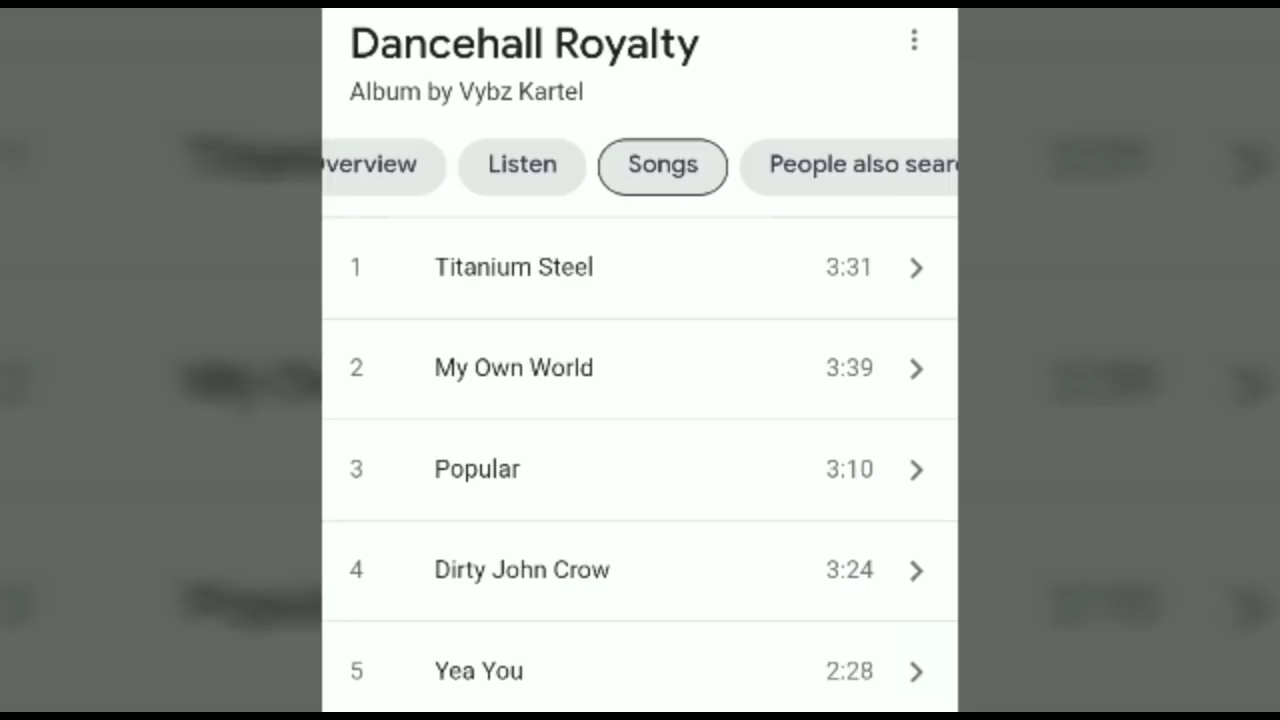 Dancehall Royalty
Album by Vybz Kartel
verview Listen Songs People also sear
1 Titanium Steel 3:31
2 My Own World 3:39
3 Popular 3:10
4 Dirty John Crow 3:24
5 Yea You 2:28